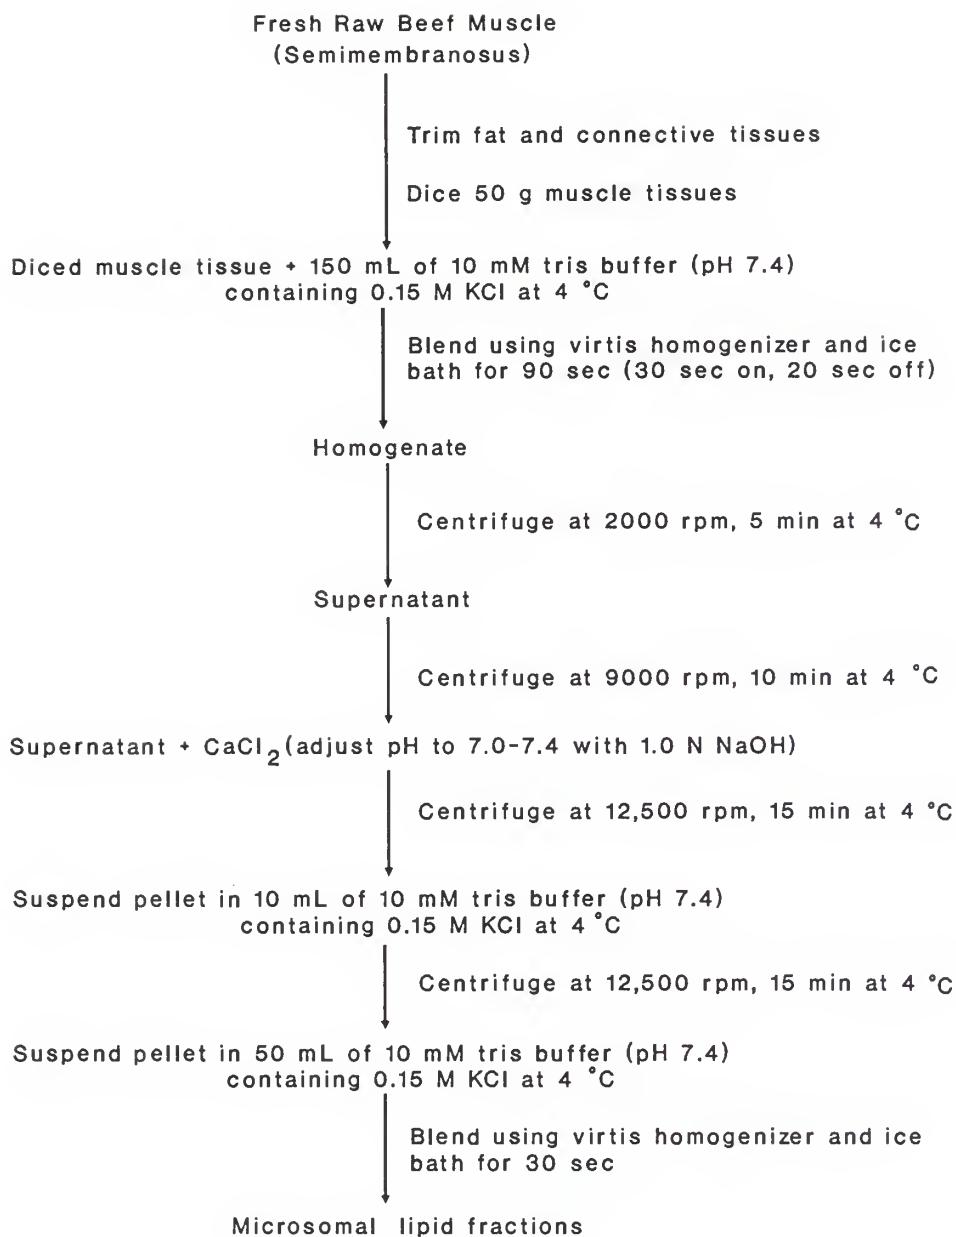 Fresh Raw Beef Muscle
(Semimembranosus)
Trim fat and connective tissues
Dice 50 g muscle tissues
Diced muscle tissue + 150 mL of 10 mM tris buffer (pH 7.4)
containing 0.15 M KCl at 4 °C
Blend using virtis homogenizer and ice
bath for 90 sec (30 sec on, 20 sec off)
Homogenate
Centrifuge at 2000 rpm, 5 min at 4 °C
Supernatant
Centrifuge at 9000 rpm, 10 min at 4 °C
Supernatant + CaCl₂(adjust pH to 7.0-7.4 with 1.0 N NaOH)
Centrifuge at 12,500 rpm, 15 min at 4 °C
Suspend pellet in 10 mL of 10 mM tris buffer (pH 7.4)
containing 0.15 M KCl at 4 °C
Centrifuge at 12,500 rpm, 15 min at 4 °C
Suspend pellet in 50 mL of 10 mM tris buffer (pH 7.4)
containing 0.15 M KCl at 4 °C
Blend using virtis homogenizer and ice
bath for 30 sec
Microsomal lipid fractions